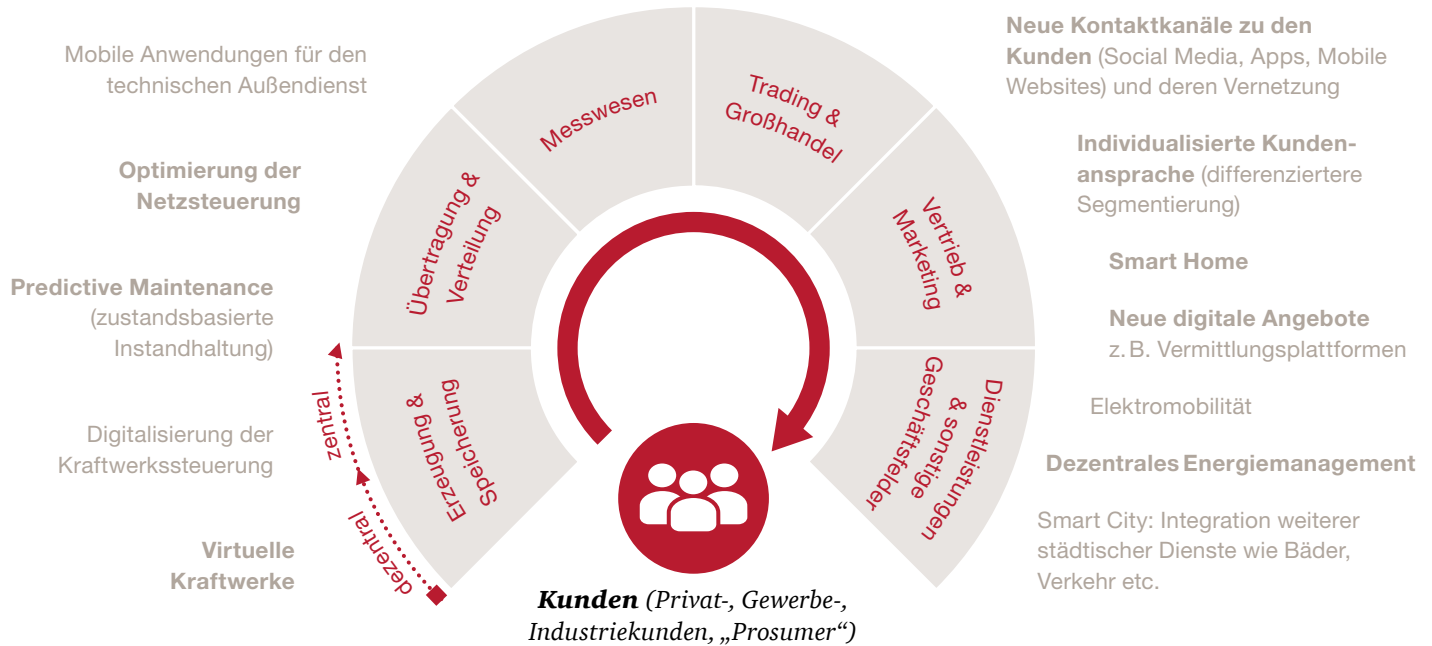 Mobile Anwendungen für den
technischen Außendienst
Optimierung der
Netzsteuerung
Predictive Maintenance
(zustandsbasierte
Instandhaltung)
Digitalisierung der
Kraftwerkssteuerung
Virtuelle
Kraftwerke
dezentral
zentral
Erzeugung &
Speicherung
Übertragung &
Verteilung
Messwesen
Trading &
Großhandel
Vertrieb &
Marketing
Dienstleistungen
& sonstige
Geschäftsfelder
Neue Kontaktkanäle zu den
Kunden (Social Media, Apps, Mobile
Websites) und deren Vernetzung
Individualisierte Kunden-
ansprache (differenziertere
Segmentierung)
Smart Home
Neue digitale Angebote
z. B. Vermittlungsplattformen
Elektromobilität
Dezentrales Energiemanagement
Smart City: Integration weiterer
städtischer Dienste wie Bäder,
Verkehr etc.
Kunden (Privat-, Gewerbe-,
Industriekunden, „Prosumer“)